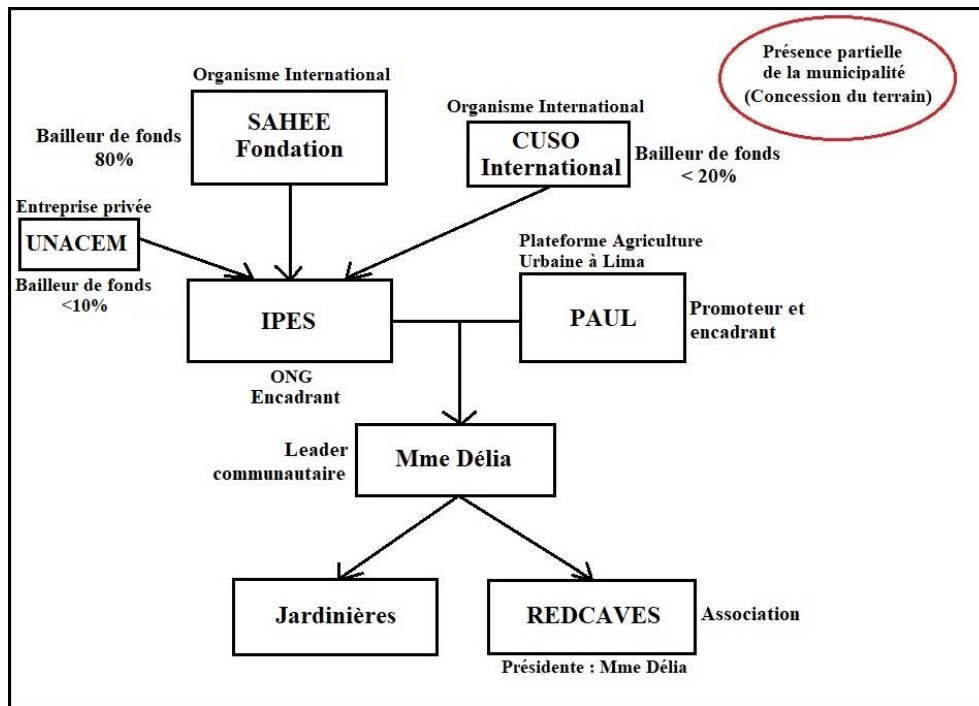 Présence partielle
de la municipalité
(Concession du terrain)
Organisme International
SAHEE
Fondation
Bailleur de fonds
80%
Organisme International
CUSO
International
Bailleur de fonds
< 20%
Entreprise privée
UNACEM
Bailleur de fonds
<10%
IPES
ONG
Encadrant
Plateforme Agriculture
Urbaine à Lima
PAUL
Promoteur et
encadrant
Leader
communautaire
Mme Délia
Jardinières
REDCAVES
Association
Présidente : Mme Délia